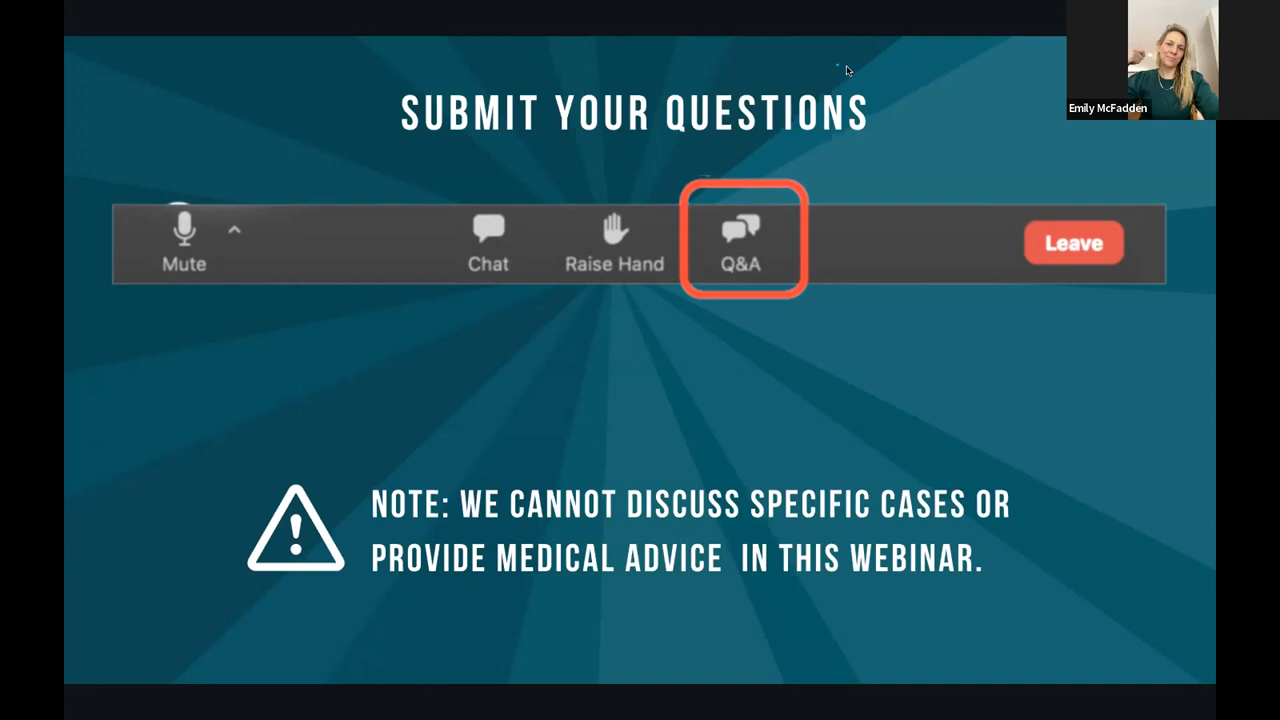 Emily McFadden
SUBMIT YOUR QUESTIONS
Mute
Chat
Raise Hand
Q&A
Leave
NOTE: WE CANNOT DISCUSS SPECIFIC CASES OR
PROVIDE MEDICAL ADVICE IN THIS WEBINAR.